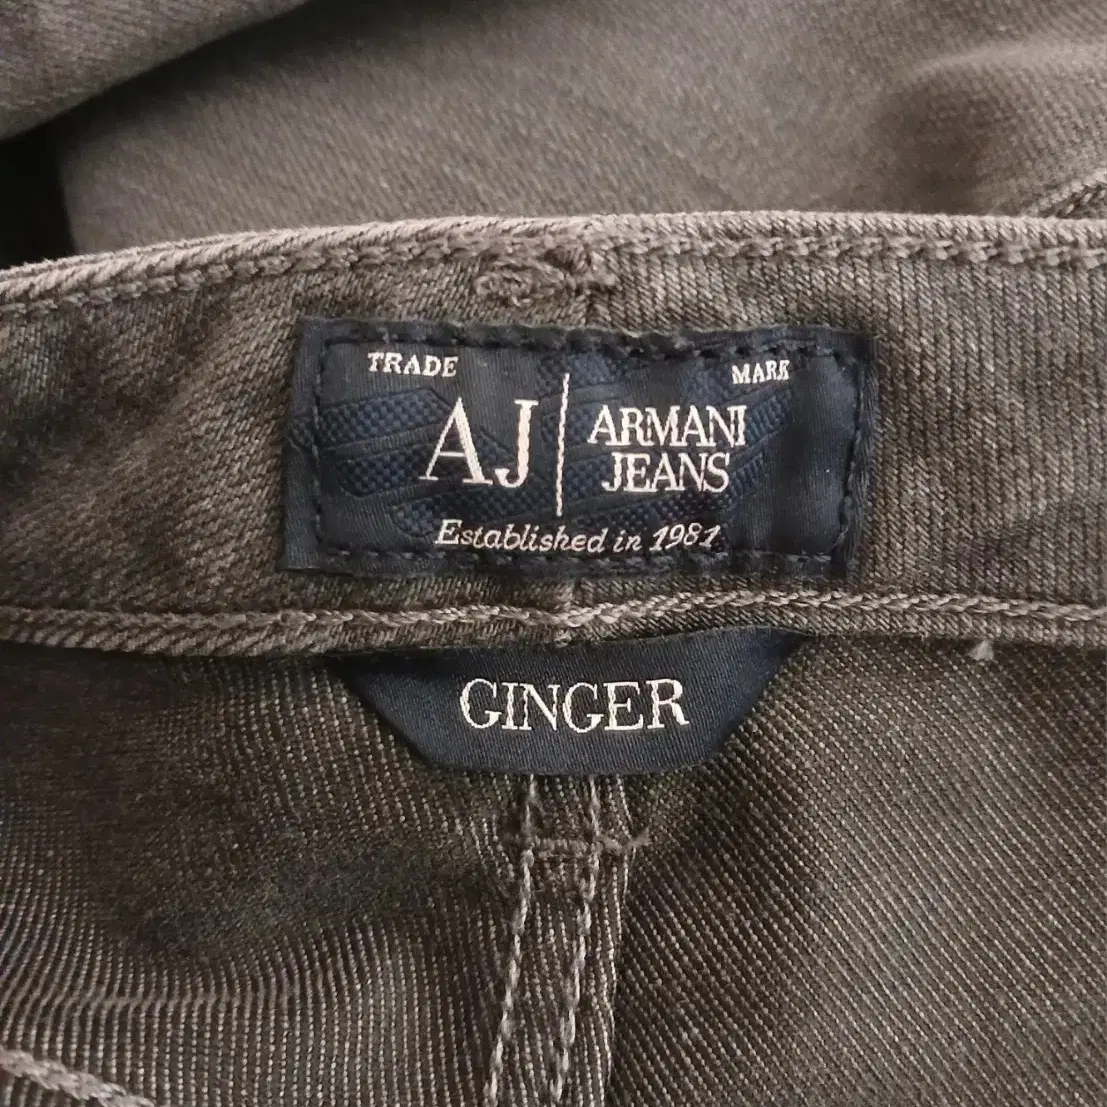 TRADE MARK
AJ ARMANI
JEANS
Established in 1981
GINGER